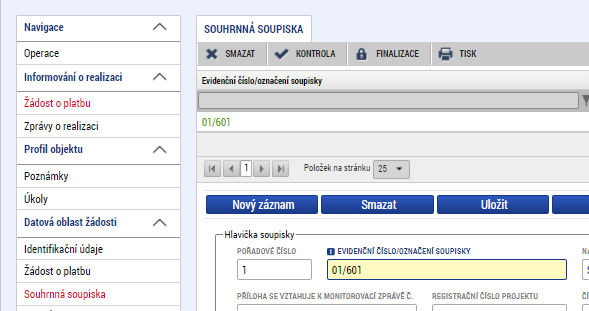 Navigace
Operace
Informování o realizaci
Žádost o platbu
Zprávy o realizaci
Profil objektu
Poznámky
Úkoly
Datová oblast žádosti
Identifikační údaje
Žádost o platbu
Souhrnná soupiska
SOUHRNNÁ SOUPISKA
SMAZAT KONTROLA FINALIZACE TISK
Evidenční číslo/označení soupisky
01/601
1 Položek na stránku 25
Nový záznam Smazat Uložit
Hlavička soupisky
POŘADOVÉ ČÍSLO EVIDENČNÍ ČÍSLO/OZNAČENÍ SOUPISKY
1 01/601
PŘÍLOHA SE VZTAHUJE K MONITOROVACÍ ZPRÁVĚ Č. REGISTRAČNÍ ČÍSLO PROJEKTU